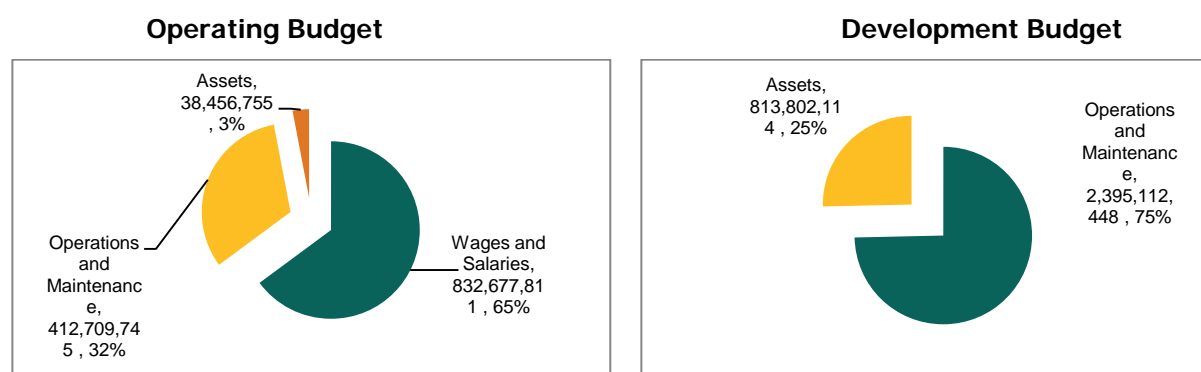 Operating Budget
Assets,
38,456,755
, 3%
Operations
and
Maintenanc
e,
412,709,74
5 , 32%
Wages and
Salaries,
832,677,81
1 , 65%
Development Budget
Assets,
813,802,11
4 , 25%
Operations
and
Maintenanc
e,
2,395,112,
448 , 75%